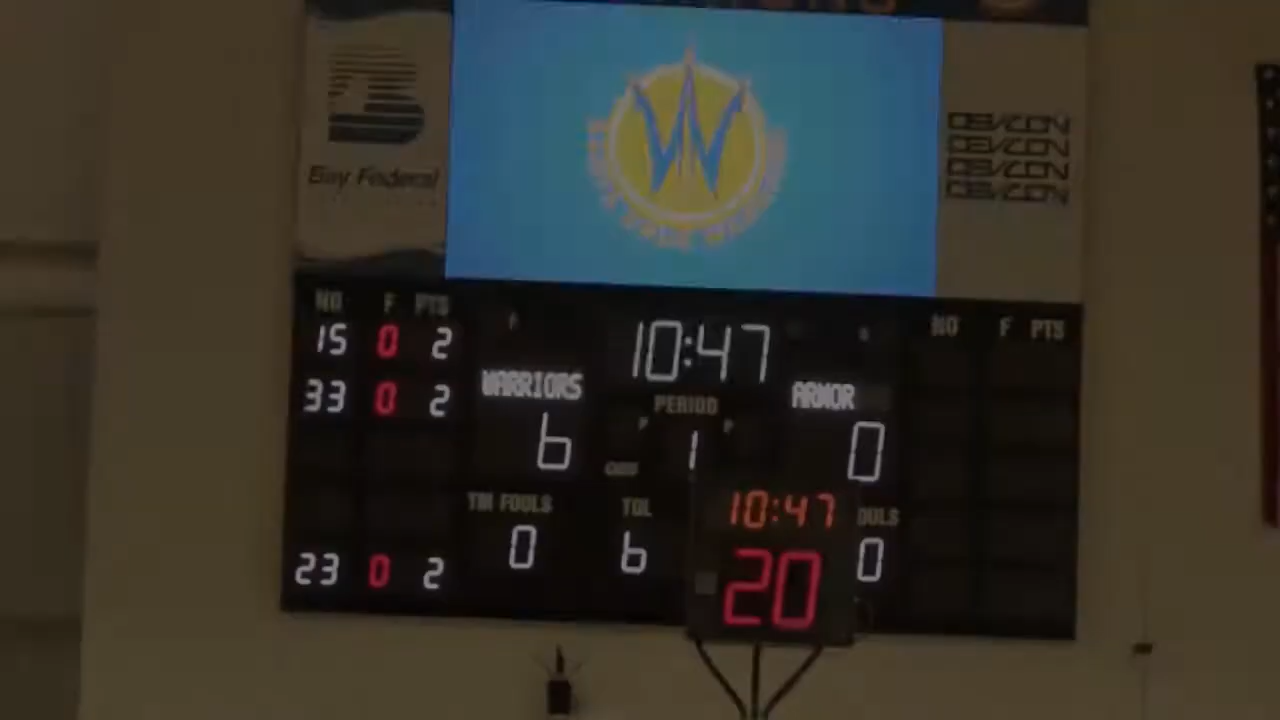 Bay Federal
DEVCON
DEVCON
DEVCON
DEVCON
NO F PTS
15 0 2
33 0 2
23 0 2
10:47
WARRIORS
6
PERIOD
1
ARMOR
0
TM FOULS
0
TOL
6
10:47
20
OULS
0
NO F PTS